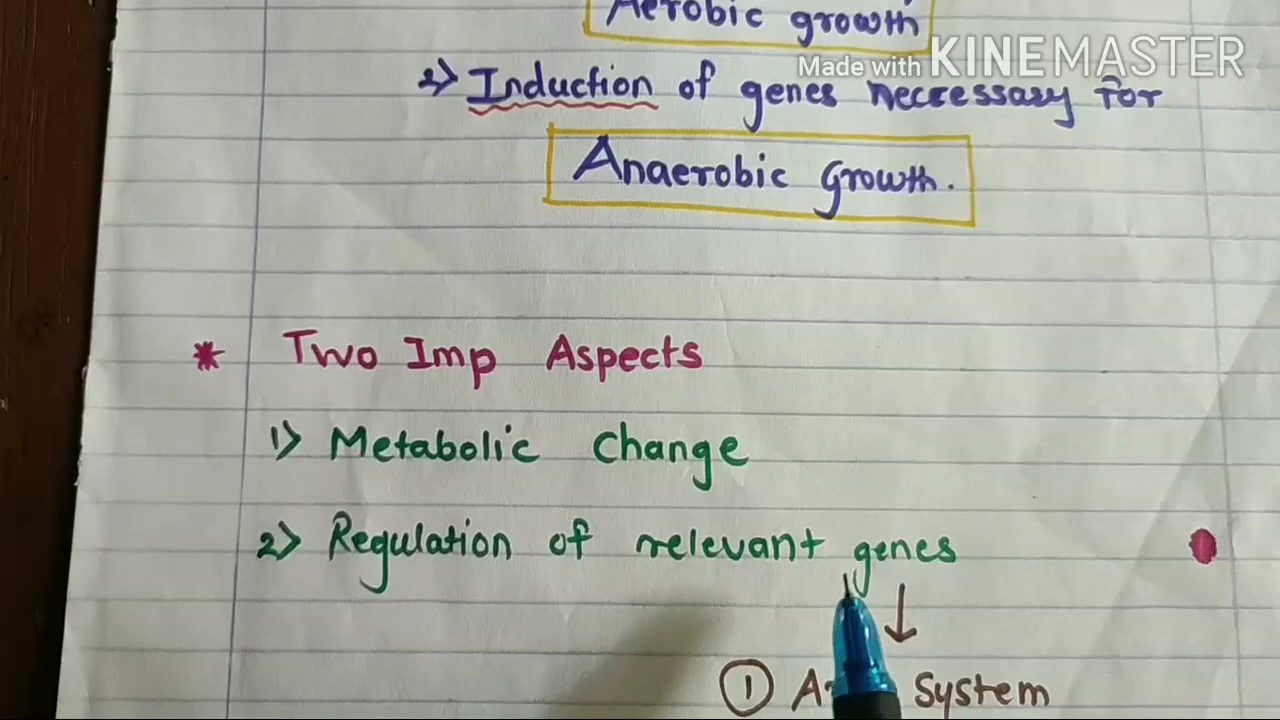 Aerobic growth
Made with KINEMASTER
2) Induction of genes neccessary for
Anaerobic Growth.
* Two Imp Aspects
1) Metabolic change
2) Regulation of relevant genes
↓
① System